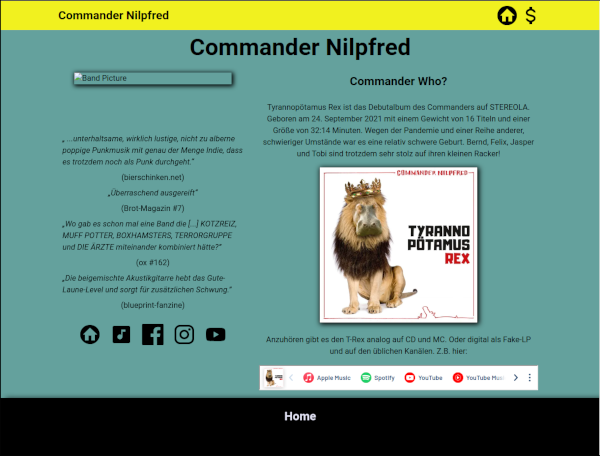 Commander Nilpfred
Commander Nilpfred
Band Picture
„ ...unterhaltsame, wirklich lustige, nicht zu alberne
poppige Punkmusik mit genau der Menge Indie, dass
es trotzdem noch als Punk durchgeht.“
(bierschinken.net)
„Überraschend ausgereift“
(Brot-Magazin #7)
„Wo gab es schon mal eine Band die [...] KOTZREIZ,
MUFF POTTER, BOXHAMSTERS, TERRORGRUPPE
und DIE ÄRZTE miteinander kombiniert hätte?“
(ox #162)
„Die beigemischte Akustikgitarre hebt das Gute-
Laune-Level und sorgt für zusätzlichen Schwung.“
(blueprint-fanzine)
Commander Who?
Tyrannopötamus Rex ist das Debutalbum des Commanders auf STEREOLA.
Geboren am 24. September 2021 mit einem Gewicht von 16 Titeln und einer
Größe von 32:14 Minuten. Wegen der Pandemie und einer Reihe anderer,
schwieriger Umstände war es eine relativ schwere Geburt. Bernd, Felix, Jasper
und Tobi sind trotzdem sehr stolz auf ihren kleinen Racker!
COMMANDER NILPFRED
TYRANNO
PÖTAMUS
REX
Anzuhören gibt es den T-Rex analog auf CD und MC. Oder digital als Fake-LP
und auf den üblichen Kanälen. Z.B. hier:
Apple Music Spotify YouTube YouTube Mus
Home